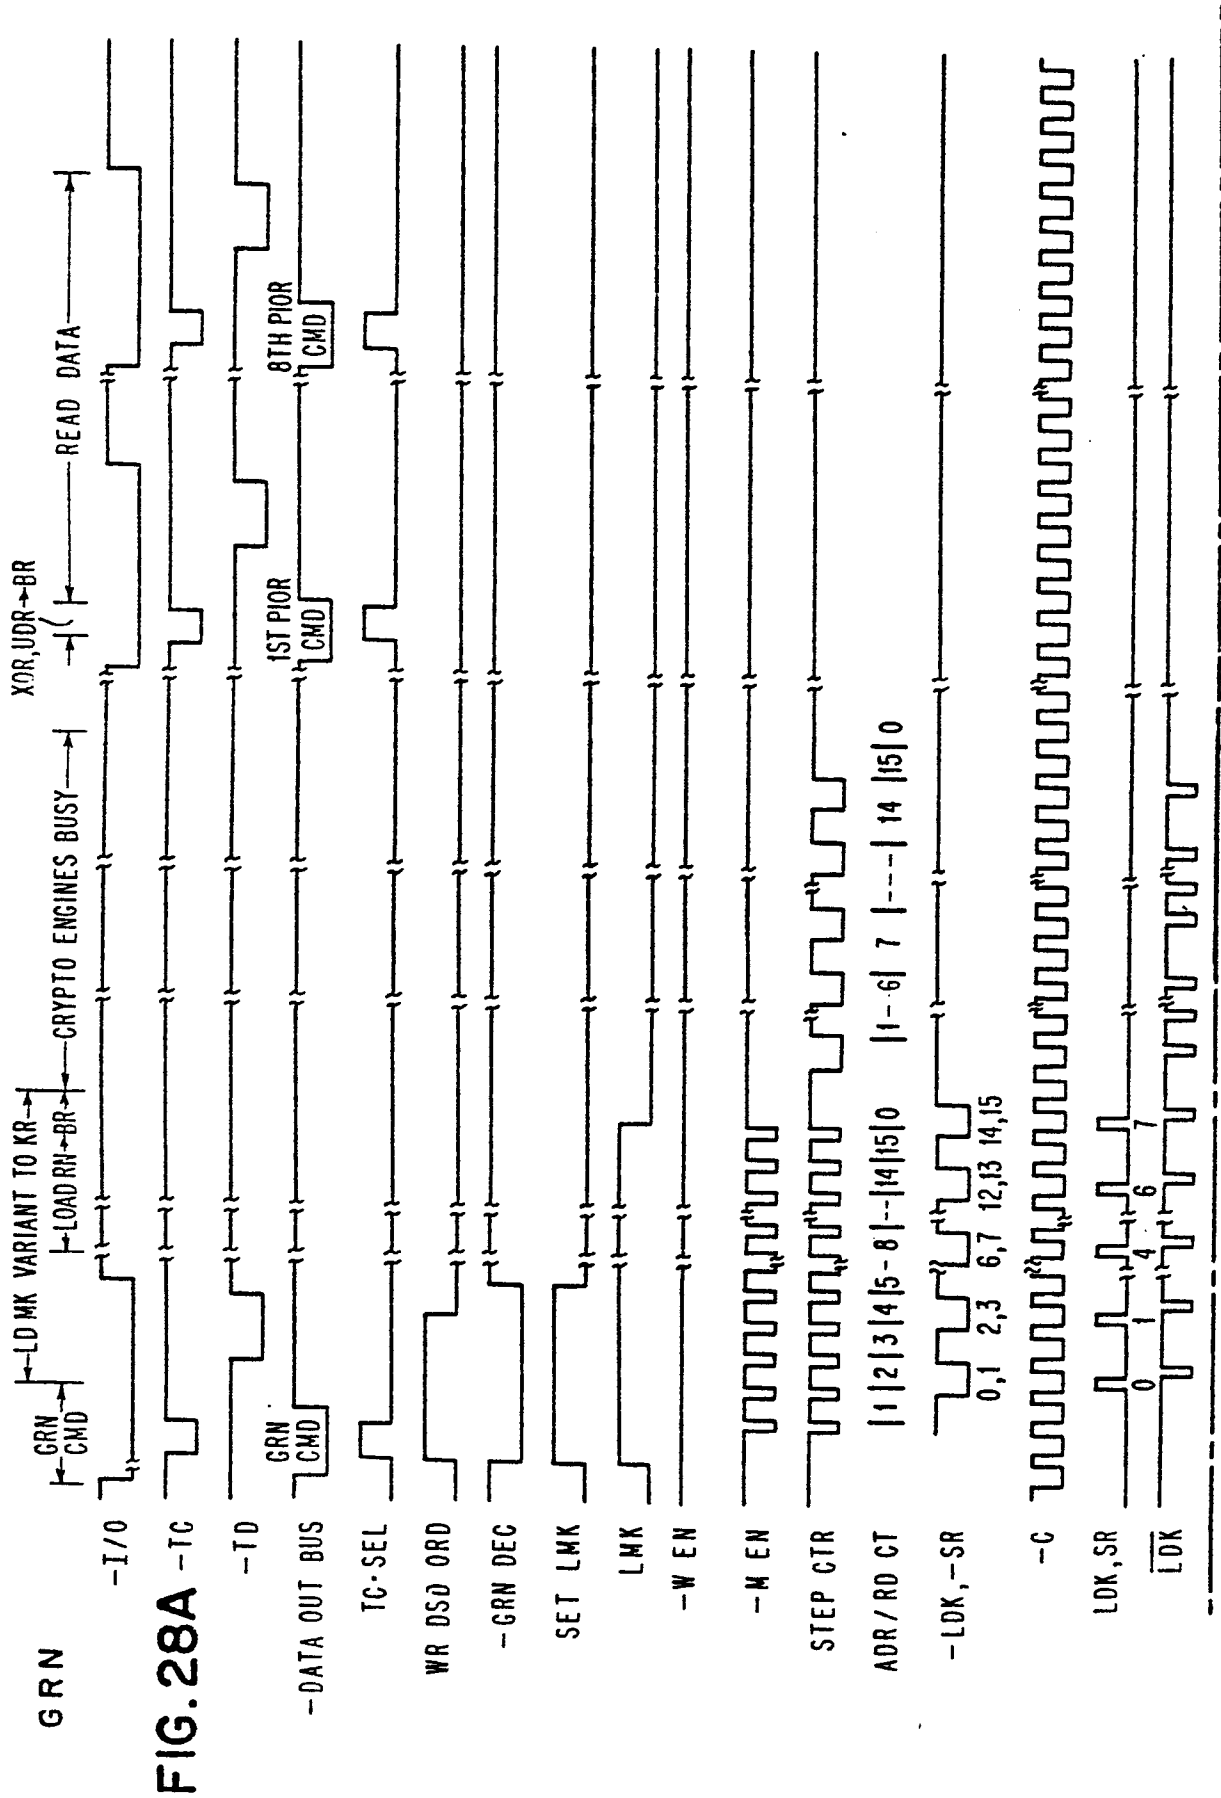 GRN
FIG.28A
GRN CMD
LD MK VARIANT TO KR
LOAD RN→BR
CRYPTO ENGINES BUSY
XOR,UDR→BR
READ DATA
-I/O
-TC
-TD
-DATA OUT BUS
GRN CMD
1ST PIOR CMD
8TH PIOR CMD
TC·SEL
WR DSD ORD
-GRN DEC
SET LMK
LMK
-W EN
-M EN
STEP CTR
ADR/RD CT
|1|2|3|4|5-8|--|14|15|0
|1--6| 7 |----| 14 |15|0
-LDK,-SR
0,1 2,3 6,7 12,13 14,15
-C
LDK,SR
0 1 4 6 7
LDK